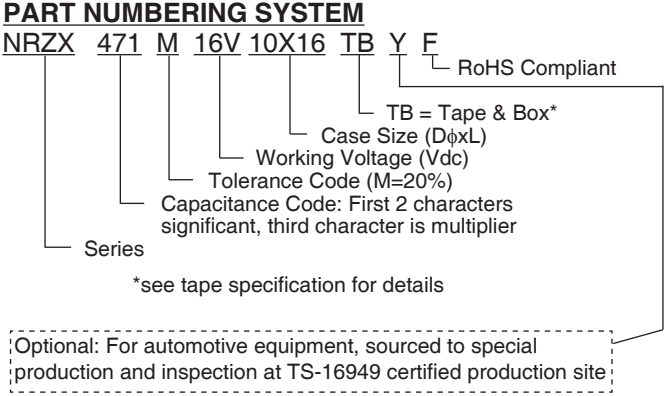 PART NUMBERING SYSTEM
NRZX 471 M 16V 10X16 TB Y F
RoHS Compliant
TB = Tape & Box*
Case Size (DϕxL)
Working Voltage (Vdc)
Tolerance Code (M=20%)
Capacitance Code: First 2 characters
significant, third character is multiplier
Series
*see tape specification for details
Optional: For automotive equipment, sourced to special
production and inspection at TS-16949 certified production site